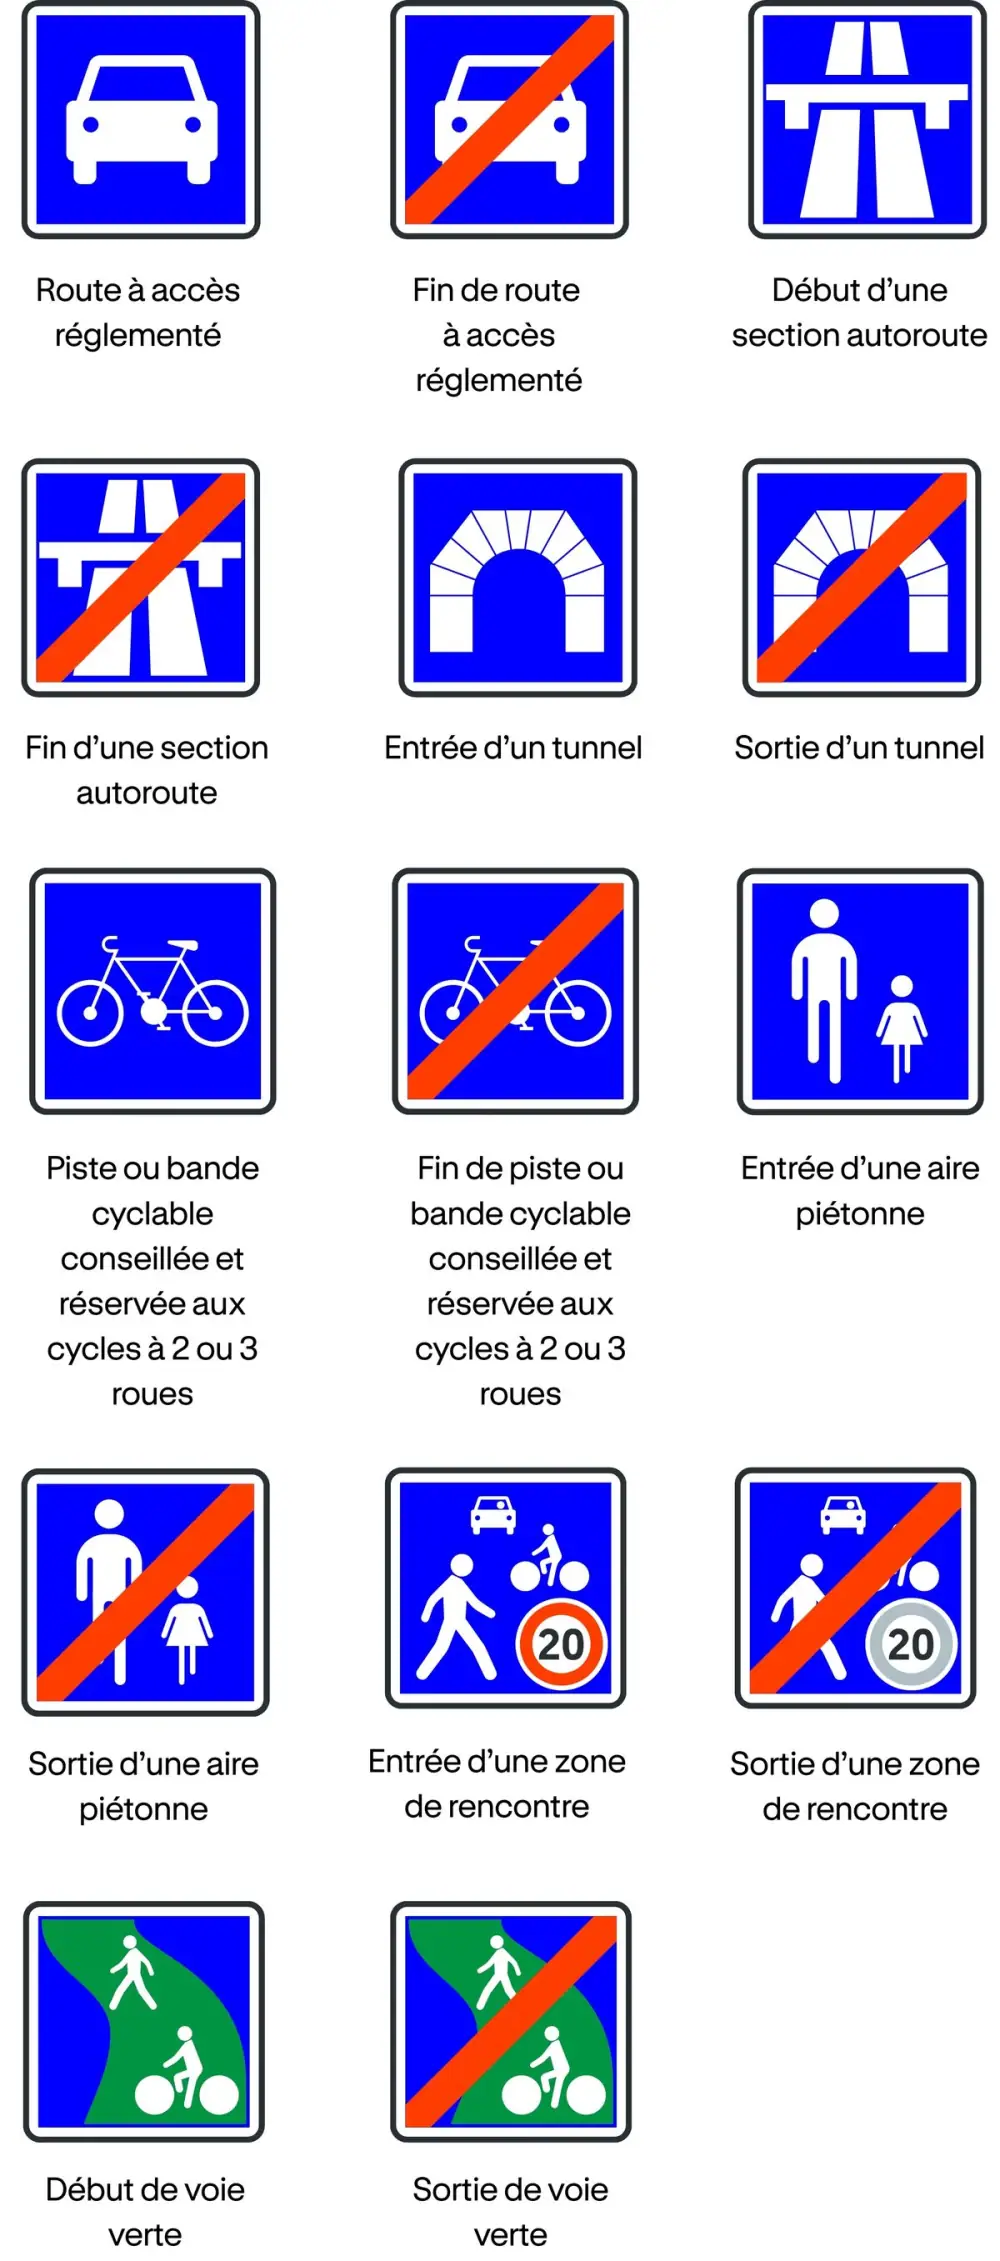 Route à accès
réglementé
Fin de route
à accès
réglementé
Début d’une
section autoroute
Fin d’une section
autoroute
Entrée d’un tunnel
Sortie d’un tunnel
Piste ou bande
cyclable
conseillée et
réservée aux
cycles à 2 ou 3
roues
Fin de piste ou
bande cyclable
conseillée et
réservée aux
cycles à 2 ou 3
roues
Entrée d’une aire
piétonne
20
20
Sortie d’une aire
piétonne
Entrée d’une zone
de rencontre
Sortie d’une zone
de rencontre
Début de voie
verte
Sortie de voie
verte